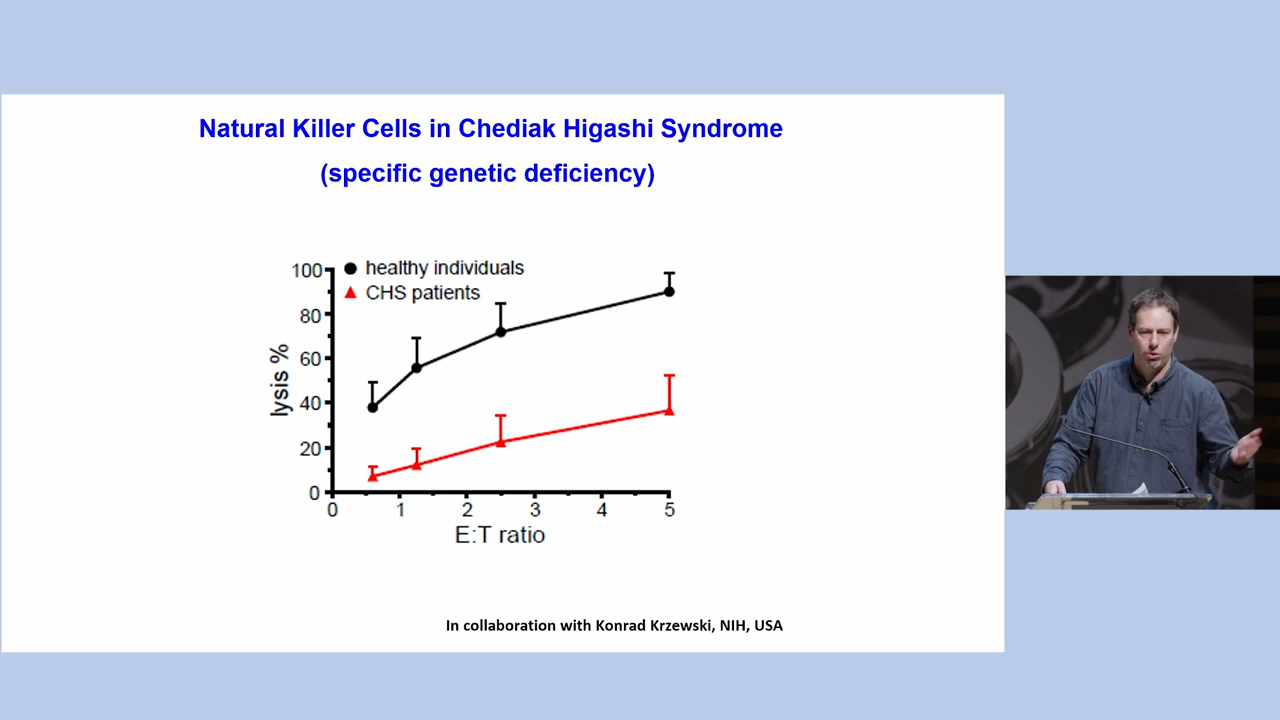 Natural Killer Cells in Chediak Higashi Syndrome
(specific genetic deficiency)
healthy individuals
CHS patients
100
80
60
40
20
0
lysis %
0 1 2 3 4 5
E:T ratio
In collaboration with Konrad Krzewski, NIH, USA